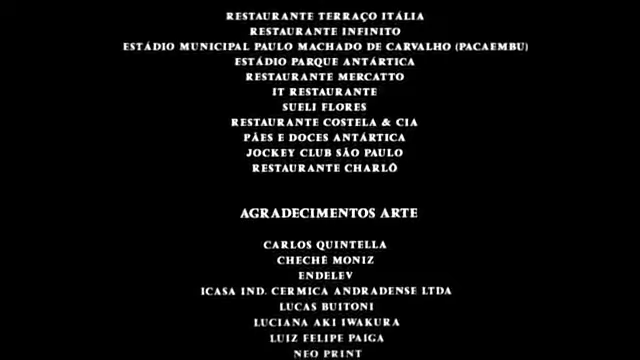 RESTAURANTE TERRAÇO ITÁLIA
RESTAURANTE INFINITO
ESTÁDIO MUNICIPAL PAULO MACHADO DE CARVALHO (PACAEMBU)
ESTÁDIO PARQUE ANTÁRTICA
RESTAURANTE MERCATTO
IT RESTAURANTE
SUELI FLORES
RESTAURANTE COSTELA & CIA
PÃES E DOCES ANTÁRTICA
JOCKEY CLUB SÃO PAULO
RESTAURANTE CHARLÔ
AGRADECIMENTOS ARTE
CARLOS QUINTELLA
CHECHÊ MONIZ
ENDELEV
ICASA IND. CERMICA ANDRADENSE LTDA
LUCAS BUITONI
LUCIANA AKI IWAKURA
LUIZ FELIPE PAIGA
NEO PRINT